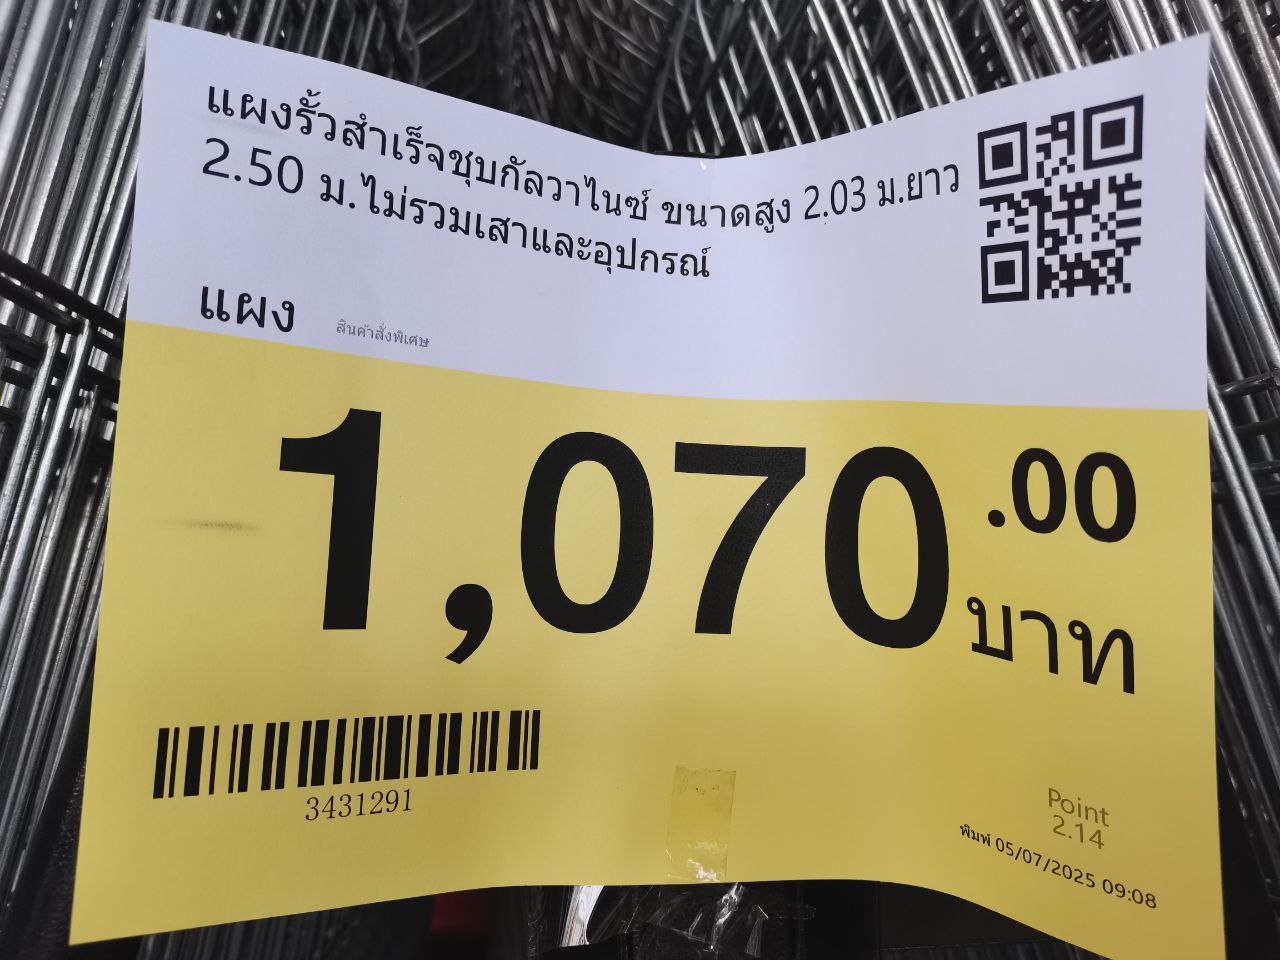 แผงรั้วสำเร็จชุบกัลวาไนซ์ ขนาดสูง 2.03 ม.ยาว
2.50 ม.ไม่รวมเสาและอุปกรณ์
แผง สินค้าสั่งพิเศษ
1,070.00
บาท
3431291
Point
2.14
พิมพ์ 05/07/2025 09:08